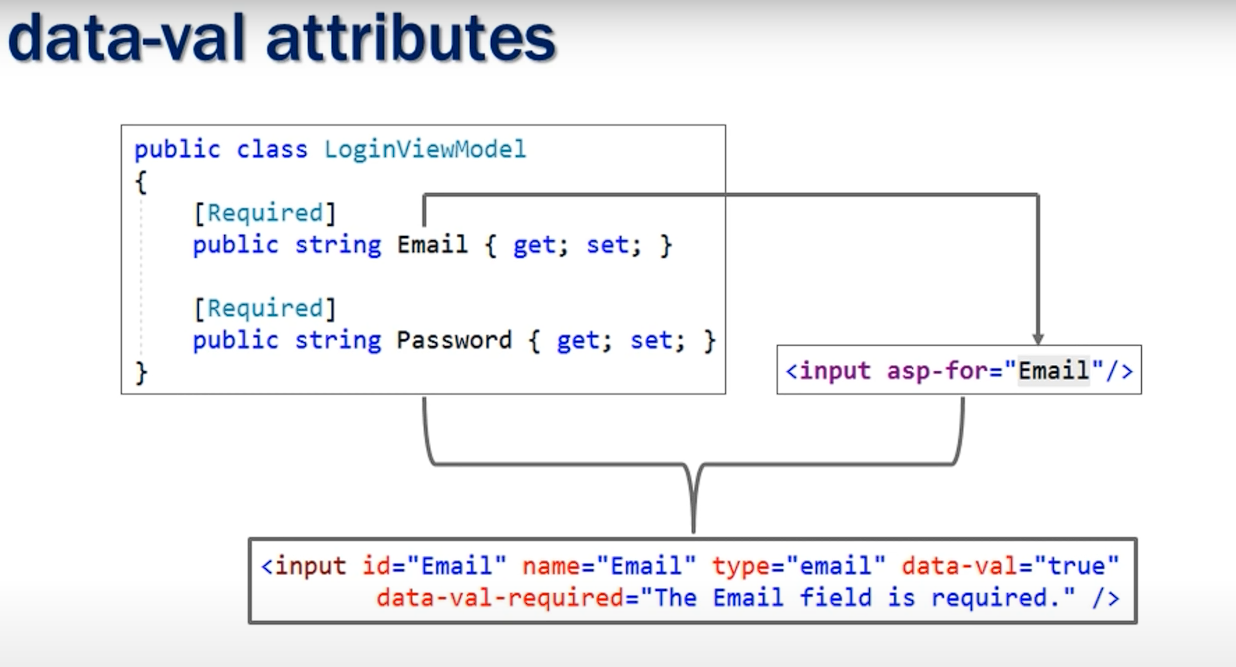 data-val attributes
public class LoginViewModel
{
[Required]
public string Email { get; set; }
[Required]
public string Password { get; set; }
}
<input asp-for="Email"/>
<input id="Email" name="Email" type="email" data-val="true"
data-val-required="The Email field is required." />